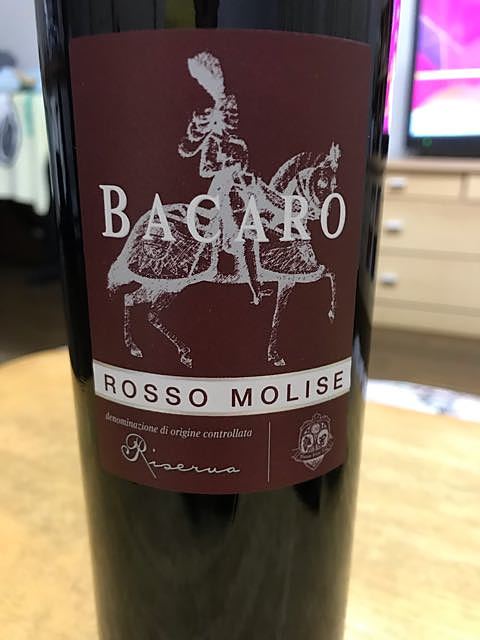 BACARO
ROSSO MOLISE
denominazione di origine controllata
Riserva